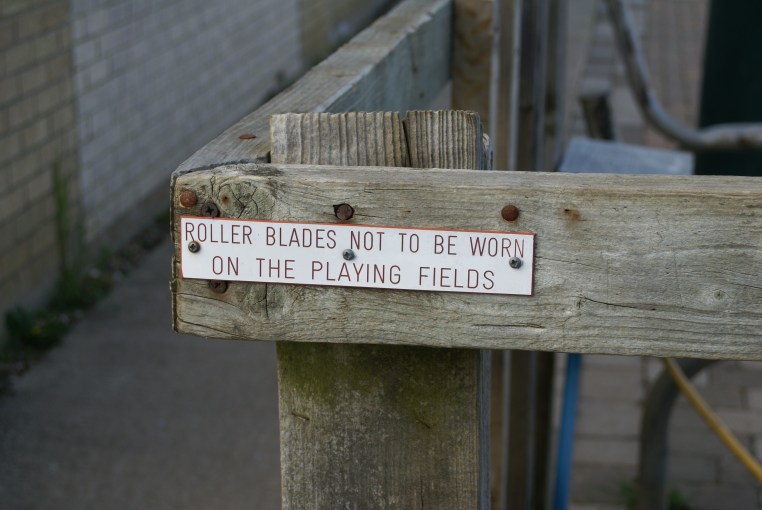 ROLLER BLADES NOT TO BE WORN
ON THE PLAYING FIELDS